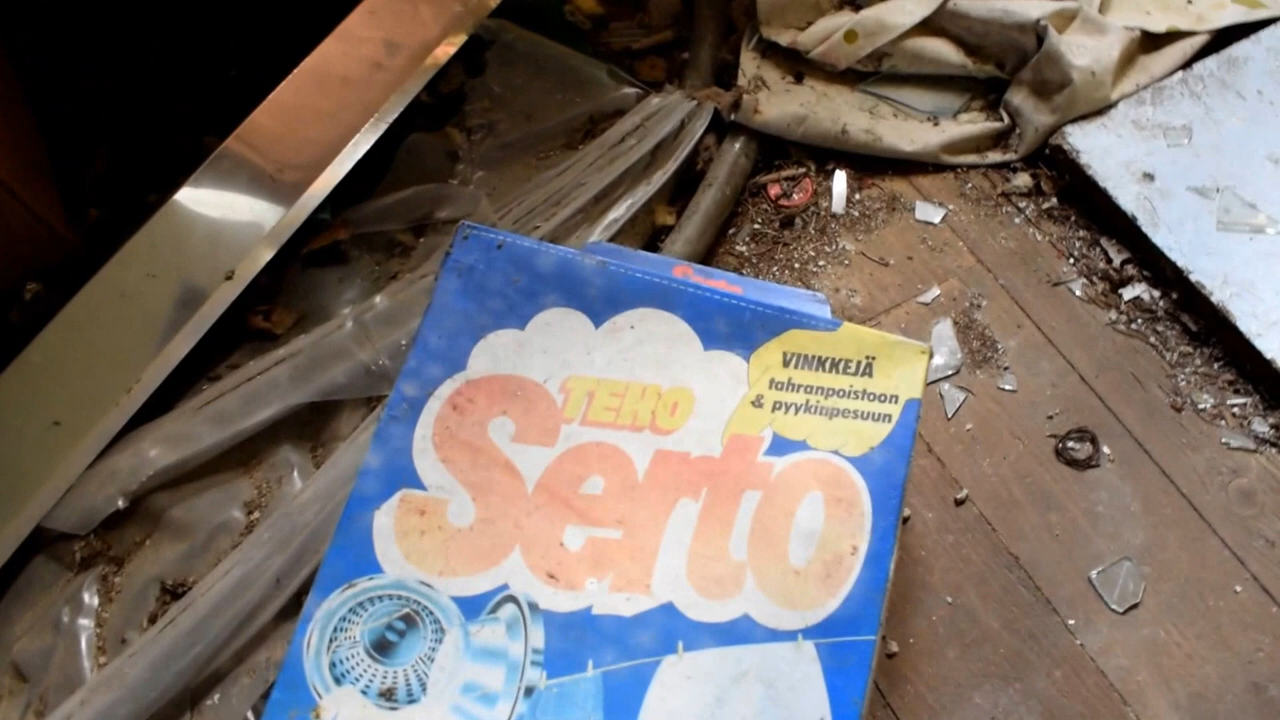 TEHO
Serto
VINKKEJÄ
tahranpoistoon
& pyykinpesuun